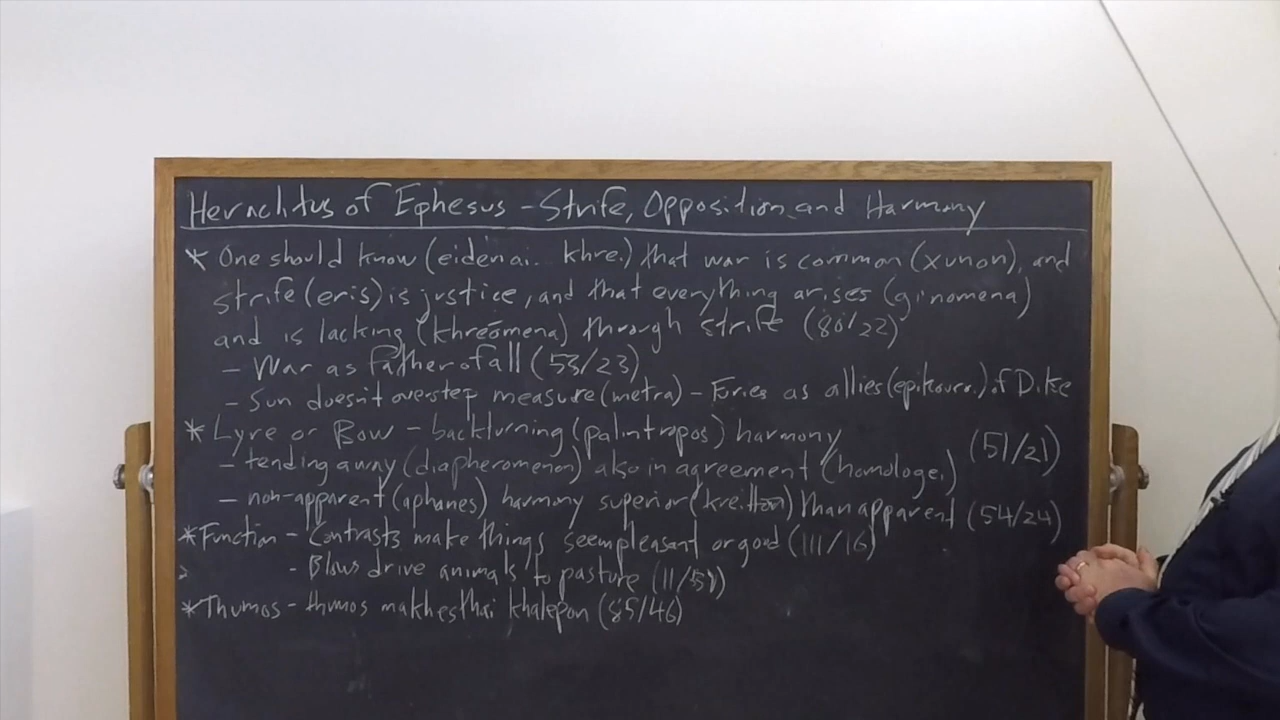 Heraclitus of Ephesus - Strife, Opposition, and Harmony
* One should know (eidenai.. khre.) that war is common (xunon), and
strife (eris) is justice, and that everything arises (ginomena)
and is lacking (khreōmena) through strife (80/22)
- War as father of all (53/23)
- Sun doesn't overstep measure (metra) - Furies as allies (epikour.) of Dike
* Lyre or Bow - backturning (palintropos) harmony (51/21)
- tending away (diapheromenon) also in agreement (homologei)
- non-apparent (aphanes) harmony superior (kreitton) than apparent (54/24)
* Function - Contrasts make things seem pleasant or good (111/16)
- Blows drive animals to pasture
* Thumos - thumos makhesthai khalepon (85/46)